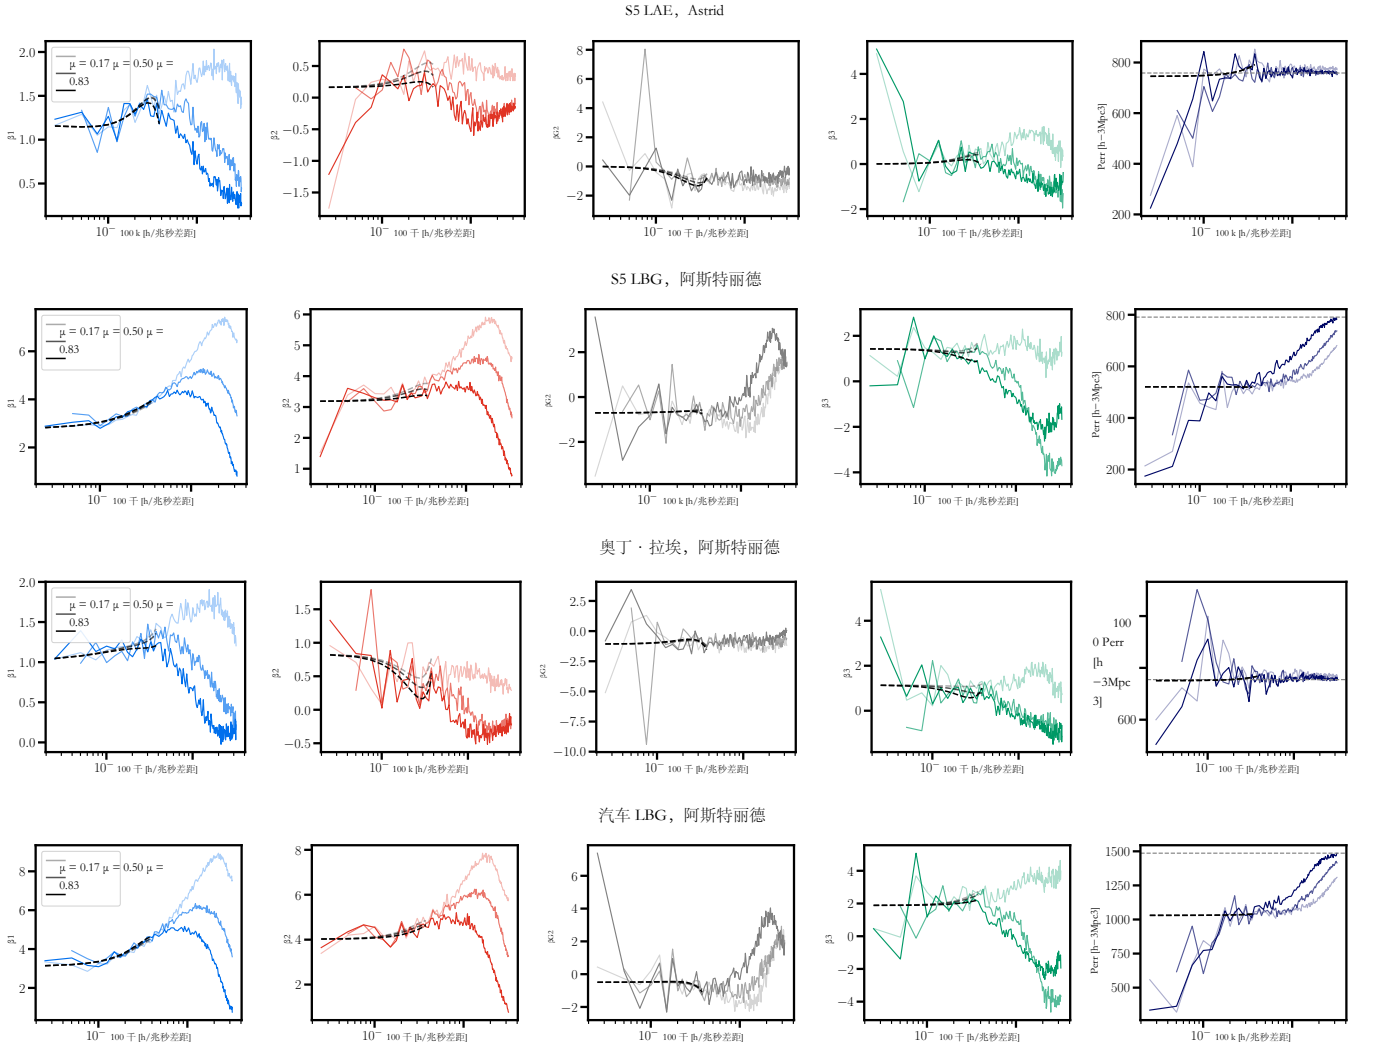 S5 LAE，Astrid
2.0
1.5
1.0
0.5
β1
μ = 0.17 μ = 0.50 μ =
0.83
10⁻ 100 k [h/兆秒差距]
0.5
0.0
−0.5
−1.0
−1.5
β2
10⁻ 100 千 [h/兆秒差距]
8
6
4
2
0
−2
βG2
10⁻ 100 k [h/兆秒差距]
4
2
0
−2
β3
10⁻ 100 千 [h/兆秒差距]
800
600
400
200
Perr [h−3Mpc3]
10⁻ 100 k [h/兆秒差距]
S5 LBG，阿斯特丽德
6
4
2
β1
μ = 0.17 μ = 0.50 μ =
0.83
10⁻ 100 千 [h/兆秒差距]
6
5
4
3
2
1
β2
10⁻ 100 千 [h/兆秒差距]
2
0
−2
βG2
10⁻ 100 k [h/兆秒差距]
2
0
−2
−4
β3
10⁻ 100 千 [h/兆秒差距]
800
600
400
200
Perr [h−3Mpc3]
10⁻ 100 k [h/兆秒差距]
奥丁 · 拉埃，阿斯特丽德
2.0
1.5
1.0
0.5
0.0
β1
μ = 0.17 μ = 0.50 μ =
0.83
10⁻ 100 千 [h/兆秒差距]
1.5
1.0
0.5
0.0
−0.5
β2
10⁻ 100 k [h/兆秒差距]
2.5
0.0
−2.5
−5.0
−7.5
−10.0
βG2
10⁻ 100 千 [h/兆秒差距]
4
2
0
β3
10⁻ 100 千 [h/兆秒差距]
100
0 Perr
[h
−3Mpc
3]
600
10⁻ 100 千 [h/兆秒差距]
汽车 LBG，阿斯特丽德
8
6
4
2
β1
μ = 0.17 μ = 0.50 μ =
0.83
10⁻ 100 千 [h/兆秒差距]
8
6
4
2
β2
10⁻ 100 千 [h/兆秒差距]
6
4
2
0
−2
βG2
10⁻ 100 千 [h/兆秒差距]
4
2
0
−2
−4
β3
10⁻ 100 千 [h/兆秒差距]
1500
1250
1000
750
500
Perr [h−3Mpc3]
10⁻ 100 k [h/兆秒差距]